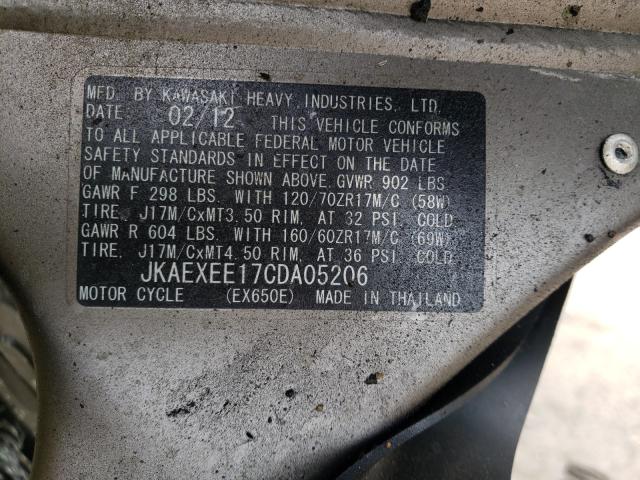 MFD. BY KAWASAKI HEAVY INDUSTRIES, LTD.
DATE 02/12 THIS VEHICLE CONFORMS
TO ALL APPLICABLE FEDERAL MOTOR VEHICLE
SAFETY STANDARDS IN EFFECT ON THE DATE
OF MANUFACTURE SHOWN ABOVE. GVWR 902 LBS.
GAWR F 298 LBS. WITH 120/70ZR17M/C (58W)
TIRE, J17M/CxMT3.50 RIM, AT 32 PSI. COLD
GAWR R 604 LBS. WITH 160/60ZR17M/C (69W)
TIRE, J17M/CxMT4.50 RIM, AT 36 PSI. COLD
JKAEXEE17CDA05206
MOTOR CYCLE (EX650E) MADE IN THAILAND